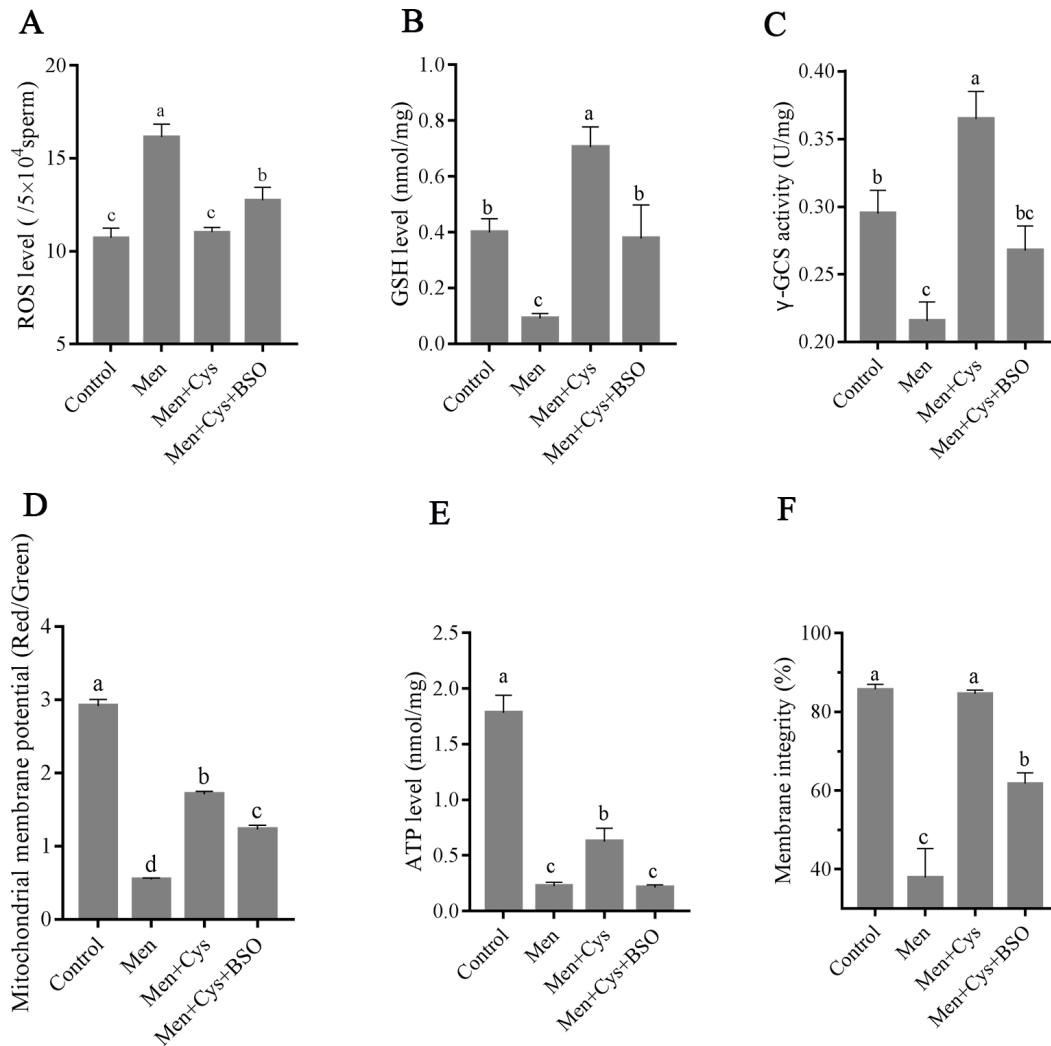 A
ROS level ( /5×10⁴sperm)
20
15
10
5
a
b
c
c
Control
Men
Men+Cys
Men+Cys+BSO
B
GSH level (nmol/mg)
1.0
0.8
0.6
0.4
0.2
0.0
b
c
a
b
Control
Men
Men+Cys
Men+Cys+BSO
C
γ-GCS activity (U/mg)
0.40
0.35
0.30
0.25
0.20
b
c
a
bc
Control
Men
Men+Cys
Men+Cys+BSO
D
Mitochondrial membrane potential (Red/Green)
4
3
2
1
0
a
d
b
c
Control
Men
Men+Cys
Men+Cys+BSO
E
ATP level (nmol/mg)
2.5
2.0
1.5
1.0
0.5
0.0
a
c
b
c
Control
Men
Men+Cys
Men+Cys+BSO
F
Membrane integrity (%)
100
80
60
40
a
c
a
b
Control
Men
Men+Cys
Men+Cys+BSO